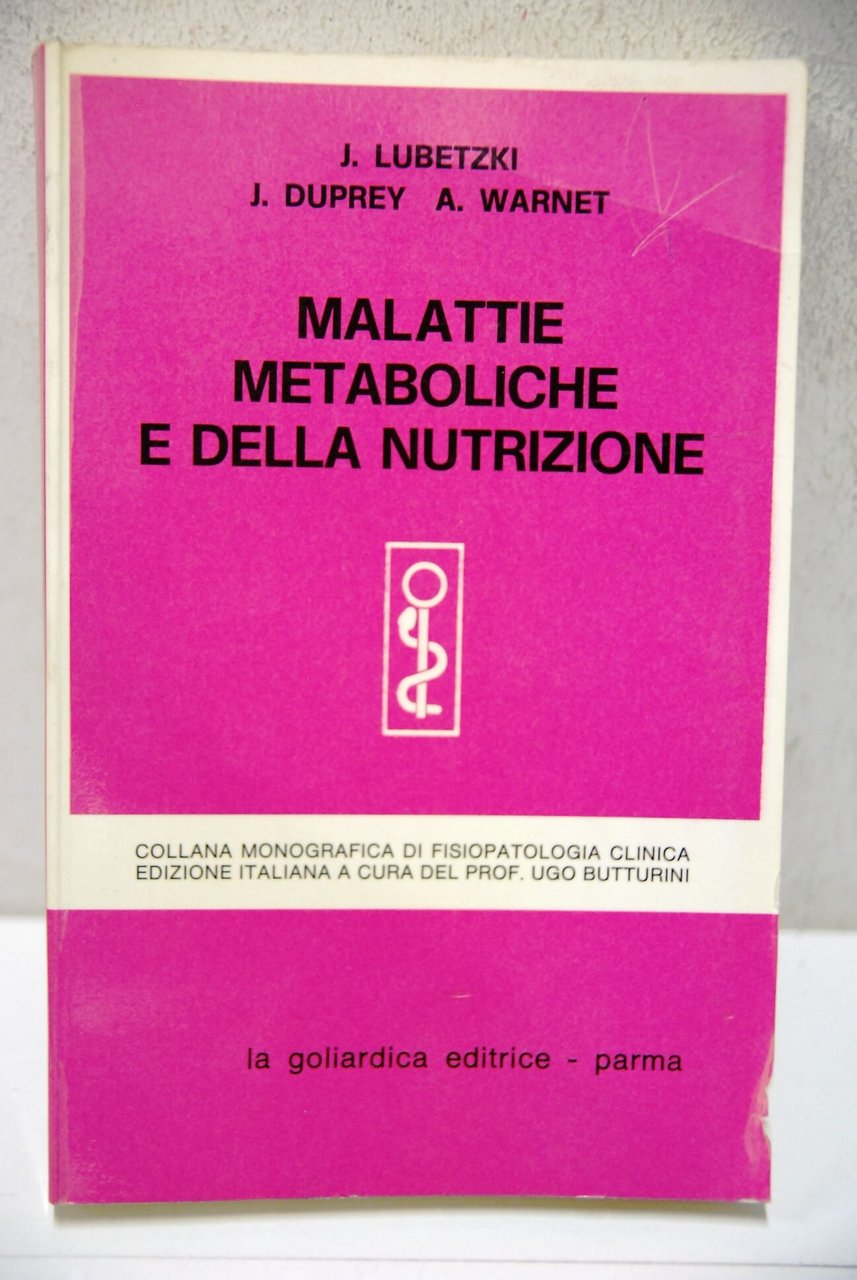 J. LUBETZKI
J. DUPREY A. WARNET
MALATTIE
METABOLICHE
E DELLA NUTRIZIONE
COLLANA MONOGRAFICA DI FISIOPATOLOGIA CLINICA
EDIZIONE ITALIANA A CURA DEL PROF. UGO BUTTURINI
la goliardica editrice - parma